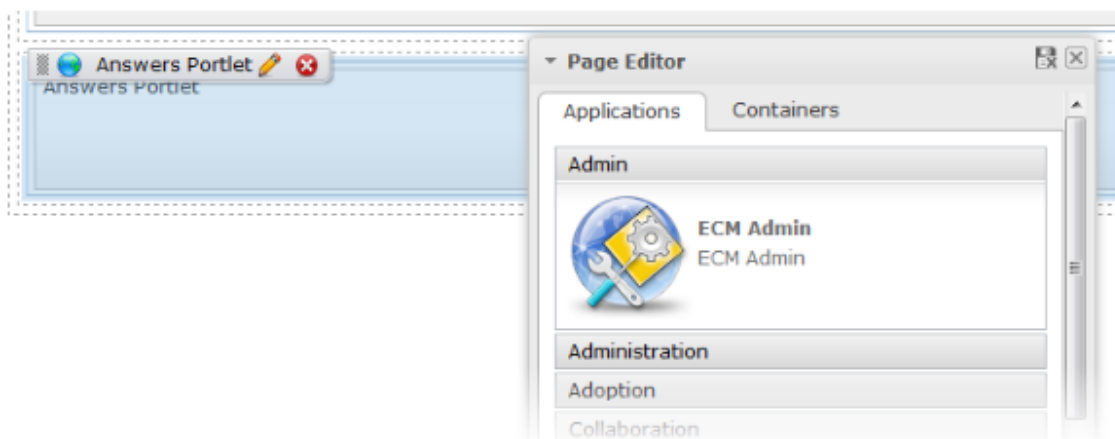 Answers Portlet
Answers Portlet
Page Editor
Applications
Containers
Admin
ECM Admin
ECM Admin
Administration
Adoption
Collaboration